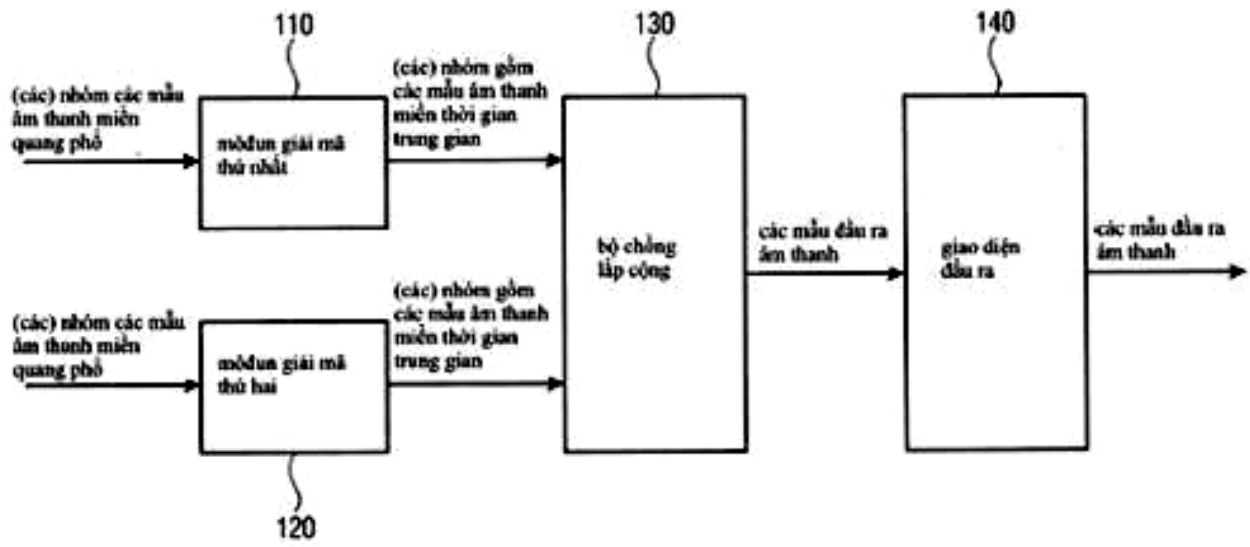 110
130
140
(các) nhóm các mẫu
âm thanh miền
quang phổ
môđun giải mã
thứ nhất
(các) nhóm gồm
các mẫu âm thanh
miền thời gian
trung gian
bộ chồng
lắp cộng
các mẫu đầu ra
âm thanh
giao diện
đầu ra
các mẫu đầu ra
âm thanh
(các) nhóm các mẫu
âm thanh miền
quang phổ
môđun giải mã
thứ hai
(các) nhóm gồm
các mẫu âm thanh
miền thời gian
trung gian
120